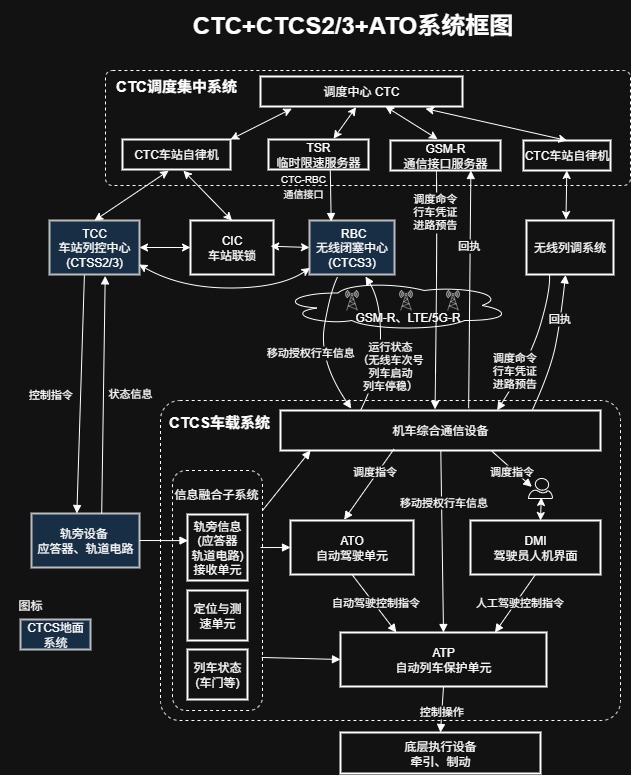 CTC+CTCS2/3+ATO系统框图
CTC调度集中系统
调度中心 CTC
CTC车站自律机
TSR
临时限速服务器
GSM-R
通信接口服务器
CTC车站自律机
CTC-RBC
通信接口
调度命令
行车凭证
进路预告
回执
TCC
车站列控中心
(CTSS2/3)
CIC
车站联锁
RBC
无线闭塞中心
(CTCS3)
无线列调系统
GSM-R、LTE/5G-R
回执
移动授权行车信息
运行状态
(无线车次号
列车启动
列车停稳)
调度命令
行车凭证
进路预告
控制指令
状态信息
CTCS车载系统
机车综合通信设备
调度指令
调度指令
信息融合子系统
移动授权行车信息
轨旁设备
应答器、轨道电路
轨旁信息
(应答器
轨道电路)
接收单元
ATO
自动驾驶单元
DMI
驾驶员人机界面
定位与测
速单元
自动驾驶控制指令
人工驾驶控制指令
图标
CTCS地面
系统
列车状态
(车门等)
ATP
自动列车保护单元
控制操作
底层执行设备
牵引、制动